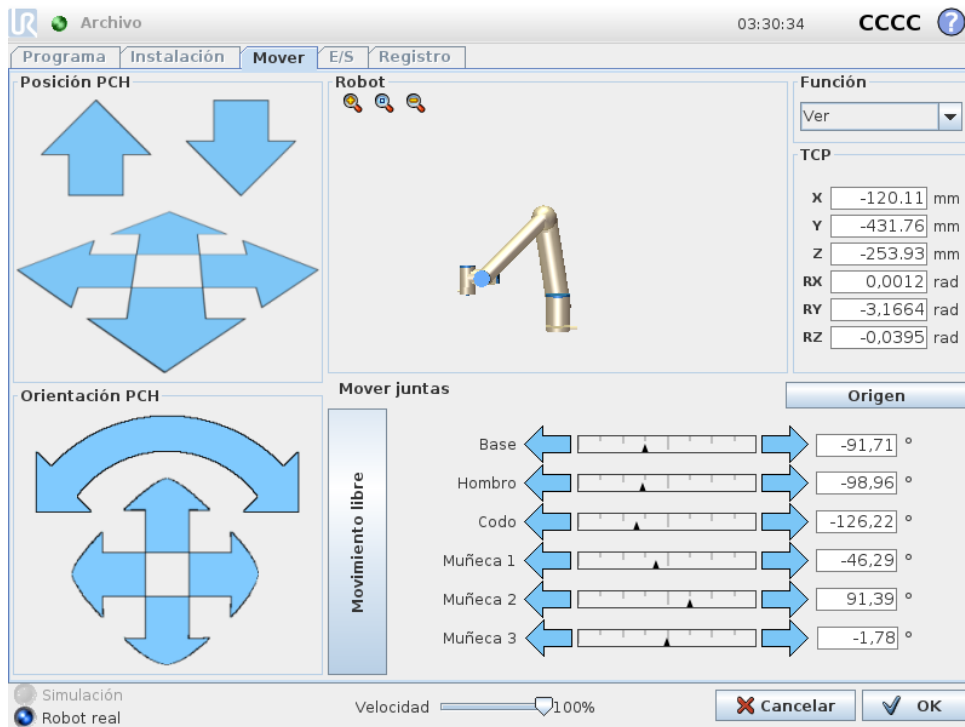 UR Archivo 03:30:34 CCCC ?
Programa Instalación Mover E/S Registro
Posición PCH
Robot
Función
Ver
TCP
X -120.11 mm
Y -431.76 mm
Z -253.93 mm
RX 0,0012 rad
RY -3,1664 rad
RZ -0,0395 rad
Orientación PCH
Mover juntas
Origen
Movimiento libre
Base -91,71 °
Hombro -98,96 °
Codo -126,22 °
Muñeca 1 -46,29 °
Muñeca 2 91,39 °
Muñeca 3 -1,78 °
Simulación
Robot real
Velocidad 100%
Cancelar
OK